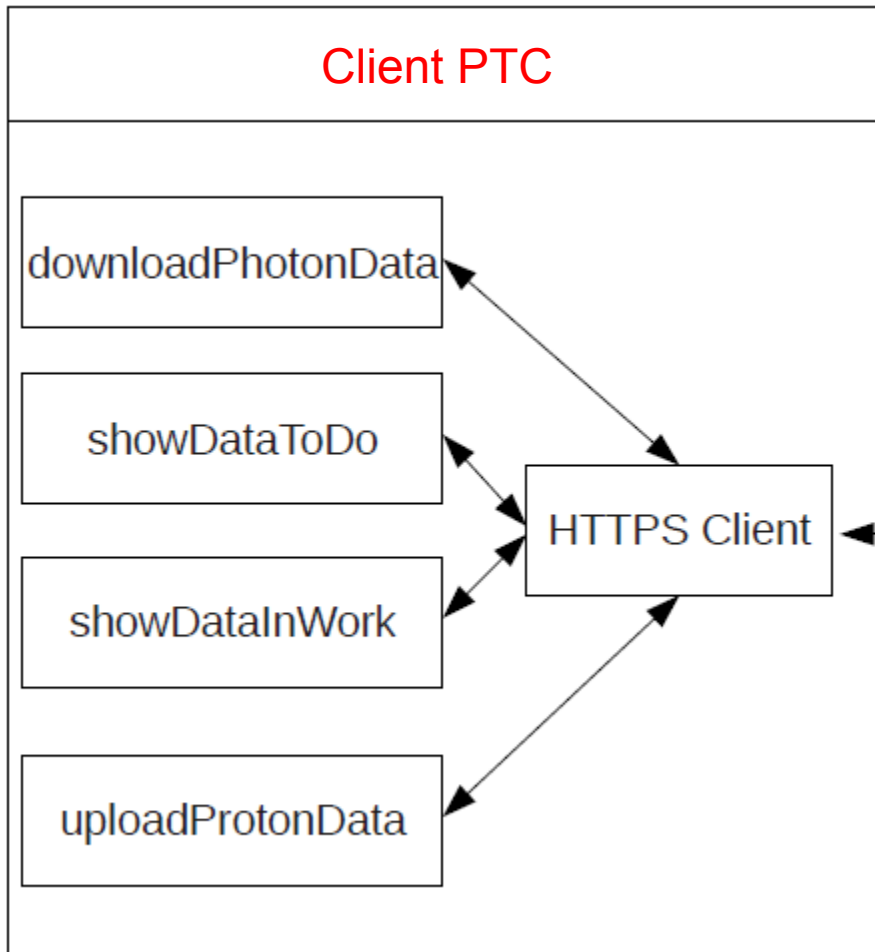 Client PTC
downloadPhotonData
showDataToDo
HTTPS Client
showDataInWork
uploadProtonData